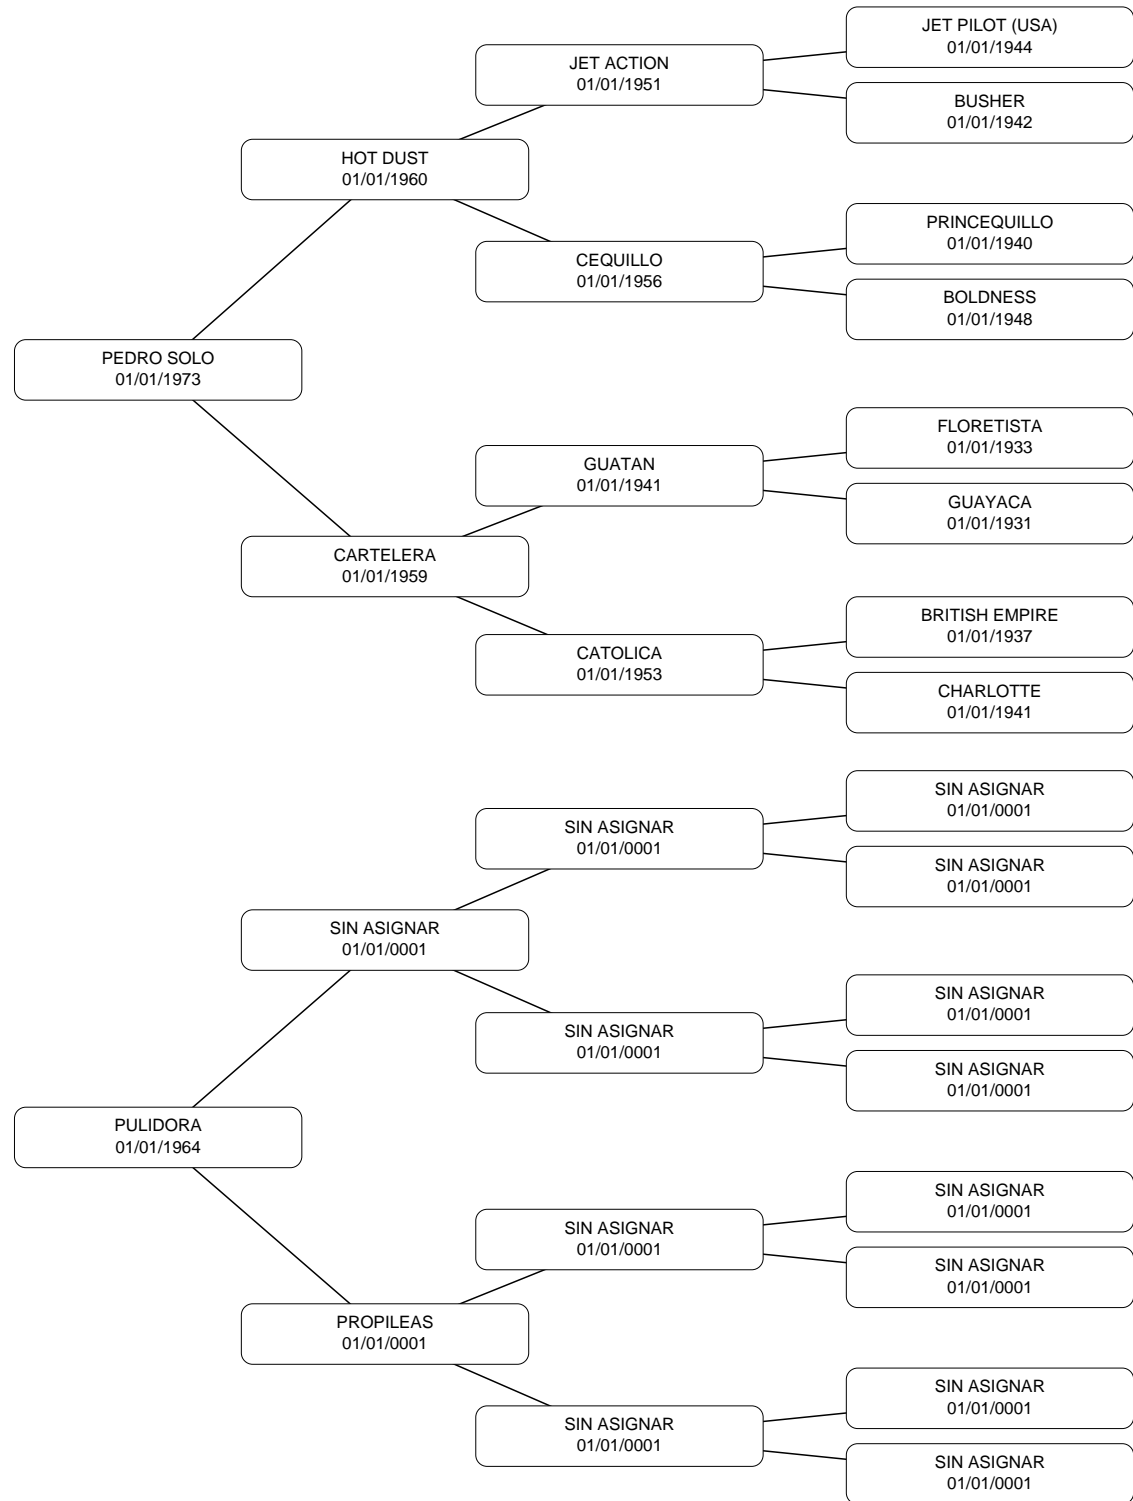 JET PILOT (USA)
01/01/1944
JET ACTION
01/01/1951
BUSHER
01/01/1942
HOT DUST
01/01/1960
PRINCEQUILLO
01/01/1940
CEQUILLO
01/01/1956
BOLDNESS
01/01/1948
PEDRO SOLO
01/01/1973
FLORETISTA
01/01/1933
GUATAN
01/01/1941
GUAYACA
01/01/1931
CARTELERA
01/01/1959
BRITISH EMPIRE
01/01/1937
CATOLICA
01/01/1953
CHARLOTTE
01/01/1941
SIN ASIGNAR
01/01/0001
SIN ASIGNAR
01/01/0001
SIN ASIGNAR
01/01/0001
SIN ASIGNAR
01/01/0001
SIN ASIGNAR
01/01/0001
SIN ASIGNAR
01/01/0001
SIN ASIGNAR
01/01/0001
PULIDORA
01/01/1964
SIN ASIGNAR
01/01/0001
SIN ASIGNAR
01/01/0001
SIN ASIGNAR
01/01/0001
PROPILEAS
01/01/0001
SIN ASIGNAR
01/01/0001
SIN ASIGNAR
01/01/0001
SIN ASIGNAR
01/01/0001